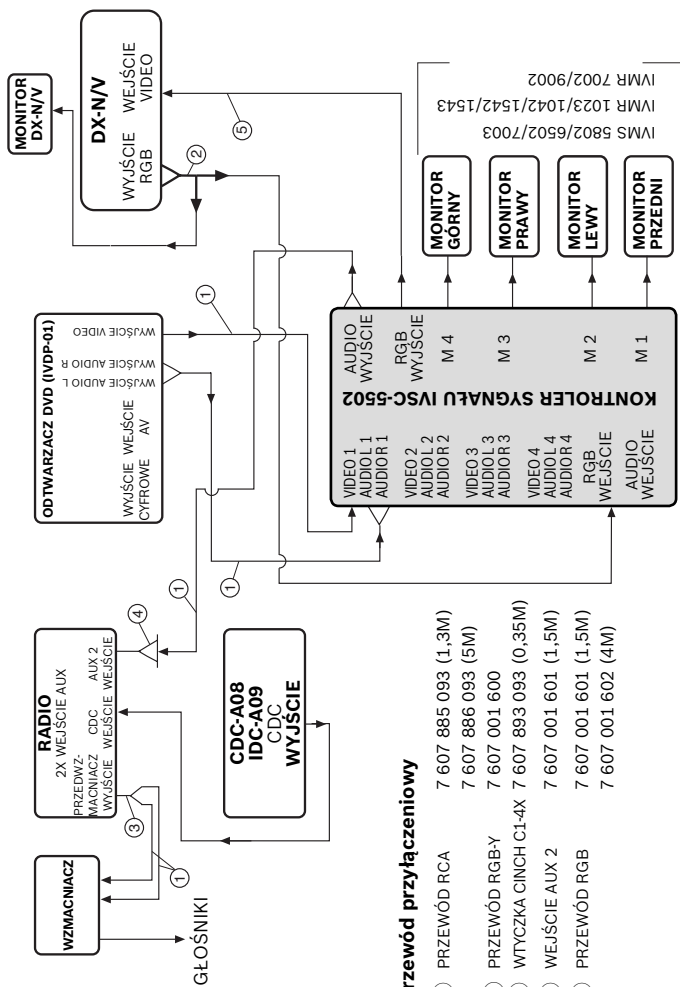 MONITOR
DX-N/V
DX-N/V
WYJŚCIE
RGB
WEJŚCIE
VIDEO
2
5
ODTWARZACZ DVD (IVDP-01)
WYJŚCIE
CYFROWE
WEJŚCIE
AV
WYJŚCIE AUDIO L
WYJŚCIE AUDIO R
WYJŚCIE VIDEO
1
1
1
RADIO
2X WEJŚCIE AUX
PRZEDWZ-
MACNIACZ
WYJŚCIE
CDC
WEJŚCIE
AUX 2
WEJŚCIE
3
4
1
WZMACNIACZ
GŁOŚNIKI
CDC-A08
IDC-A09
CDC
WYJŚCIE
KONTROLER SYGNAŁU IVSC-5502
VIDEO 1
AUDIO L 1
AUDIO R 1
VIDEO 2
AUDIO L 2
AUDIO R 2
VIDEO 3
AUDIO L 3
AUDIO R 3
VIDEO 4
AUDIO L 4
AUDIO R 4
RGB
WEJŚCIE
AUDIO
WEJŚCIE
AUDIO
WYJŚCIE
RGB
WYJŚCIE
M 4
M 3
M 2
M 1
MONITOR
GÓRNY
MONITOR
PRAWY
MONITOR
LEWY
MONITOR
PRZEDNI
IVMS 5802/6502/7003
IVMR 1023/1042/1542/1543
IVMR 7002/9002
rzewód przyłączeniowy
PRZEWÓD RCA 7 607 885 093 (1,3M)
7 607 886 093 (5M)
PRZEWÓD RGB-Y 7 607 001 600
WTYCZKA CINCH C1-4X 7 607 893 093 (0,35M)
WEJŚCIE AUX 2 7 607 001 601 (1,5M)
PRZEWÓD RGB 7 607 001 601 (1,5M)
7 607 001 602 (4M)